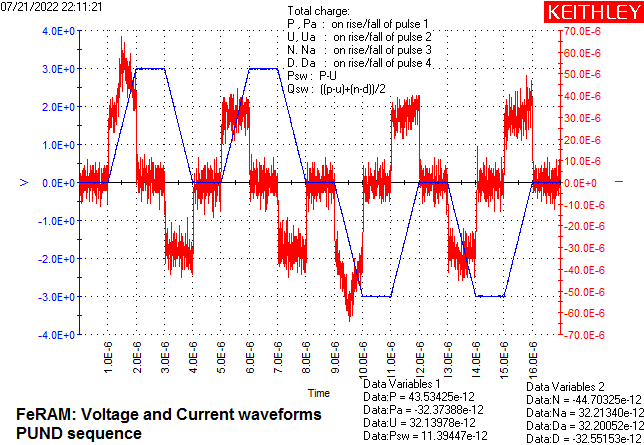 07/21/2022 22:11:21
KEITHLEY
Total charge:
P , Pa : on rise/fall of pulse 1
U, Ua : on rise/fall of pulse 2
N. Na : on rise/fall of pulse 3
D. Da : on rise/fall of pulse 4
Psw : P-U
Qsw : ((p-u)+(n-d))/2
4.0E+0
3.0E+0
2.0E+0
1.0E+0
0.0E+0
-1.0E+0
-2.0E+0
-3.0E+0
-4.0E+0
V
70.0E-6
60.0E-6
50.0E-6
40.0E-6
30.0E-6
20.0E-6
10.0E-6
0.0E+0
-10.0E-6
-20.0E-6
-30.0E-6
-40.0E-6
-50.0E-6
-60.0E-6
-70.0E-6
I
1.0E-6
2.0E-6
3.0E-6
4.0E-6
5.0E-6
6.0E-6
7.0E-6
8.0E-6
9.0E-6
10.0E-6
11.0E-6
12.0E-6
13.0E-6
14.0E-6
15.0E-6
16.0E-6
Time
FeRAM: Voltage and Current waveforms
PUND sequence
Data Variables 1
Data:P = 43.53425e-12
Data:Pa = -32.37388e-12
Data:U = 32.13978e-12
Data:Psw = 11.39447e-12
Data Variables 2
Data:N = -44.70325e-12
Data:Na = 32.21340e-12
Data:Da = 32.20052e-12
Data:D = -32.55153e-12